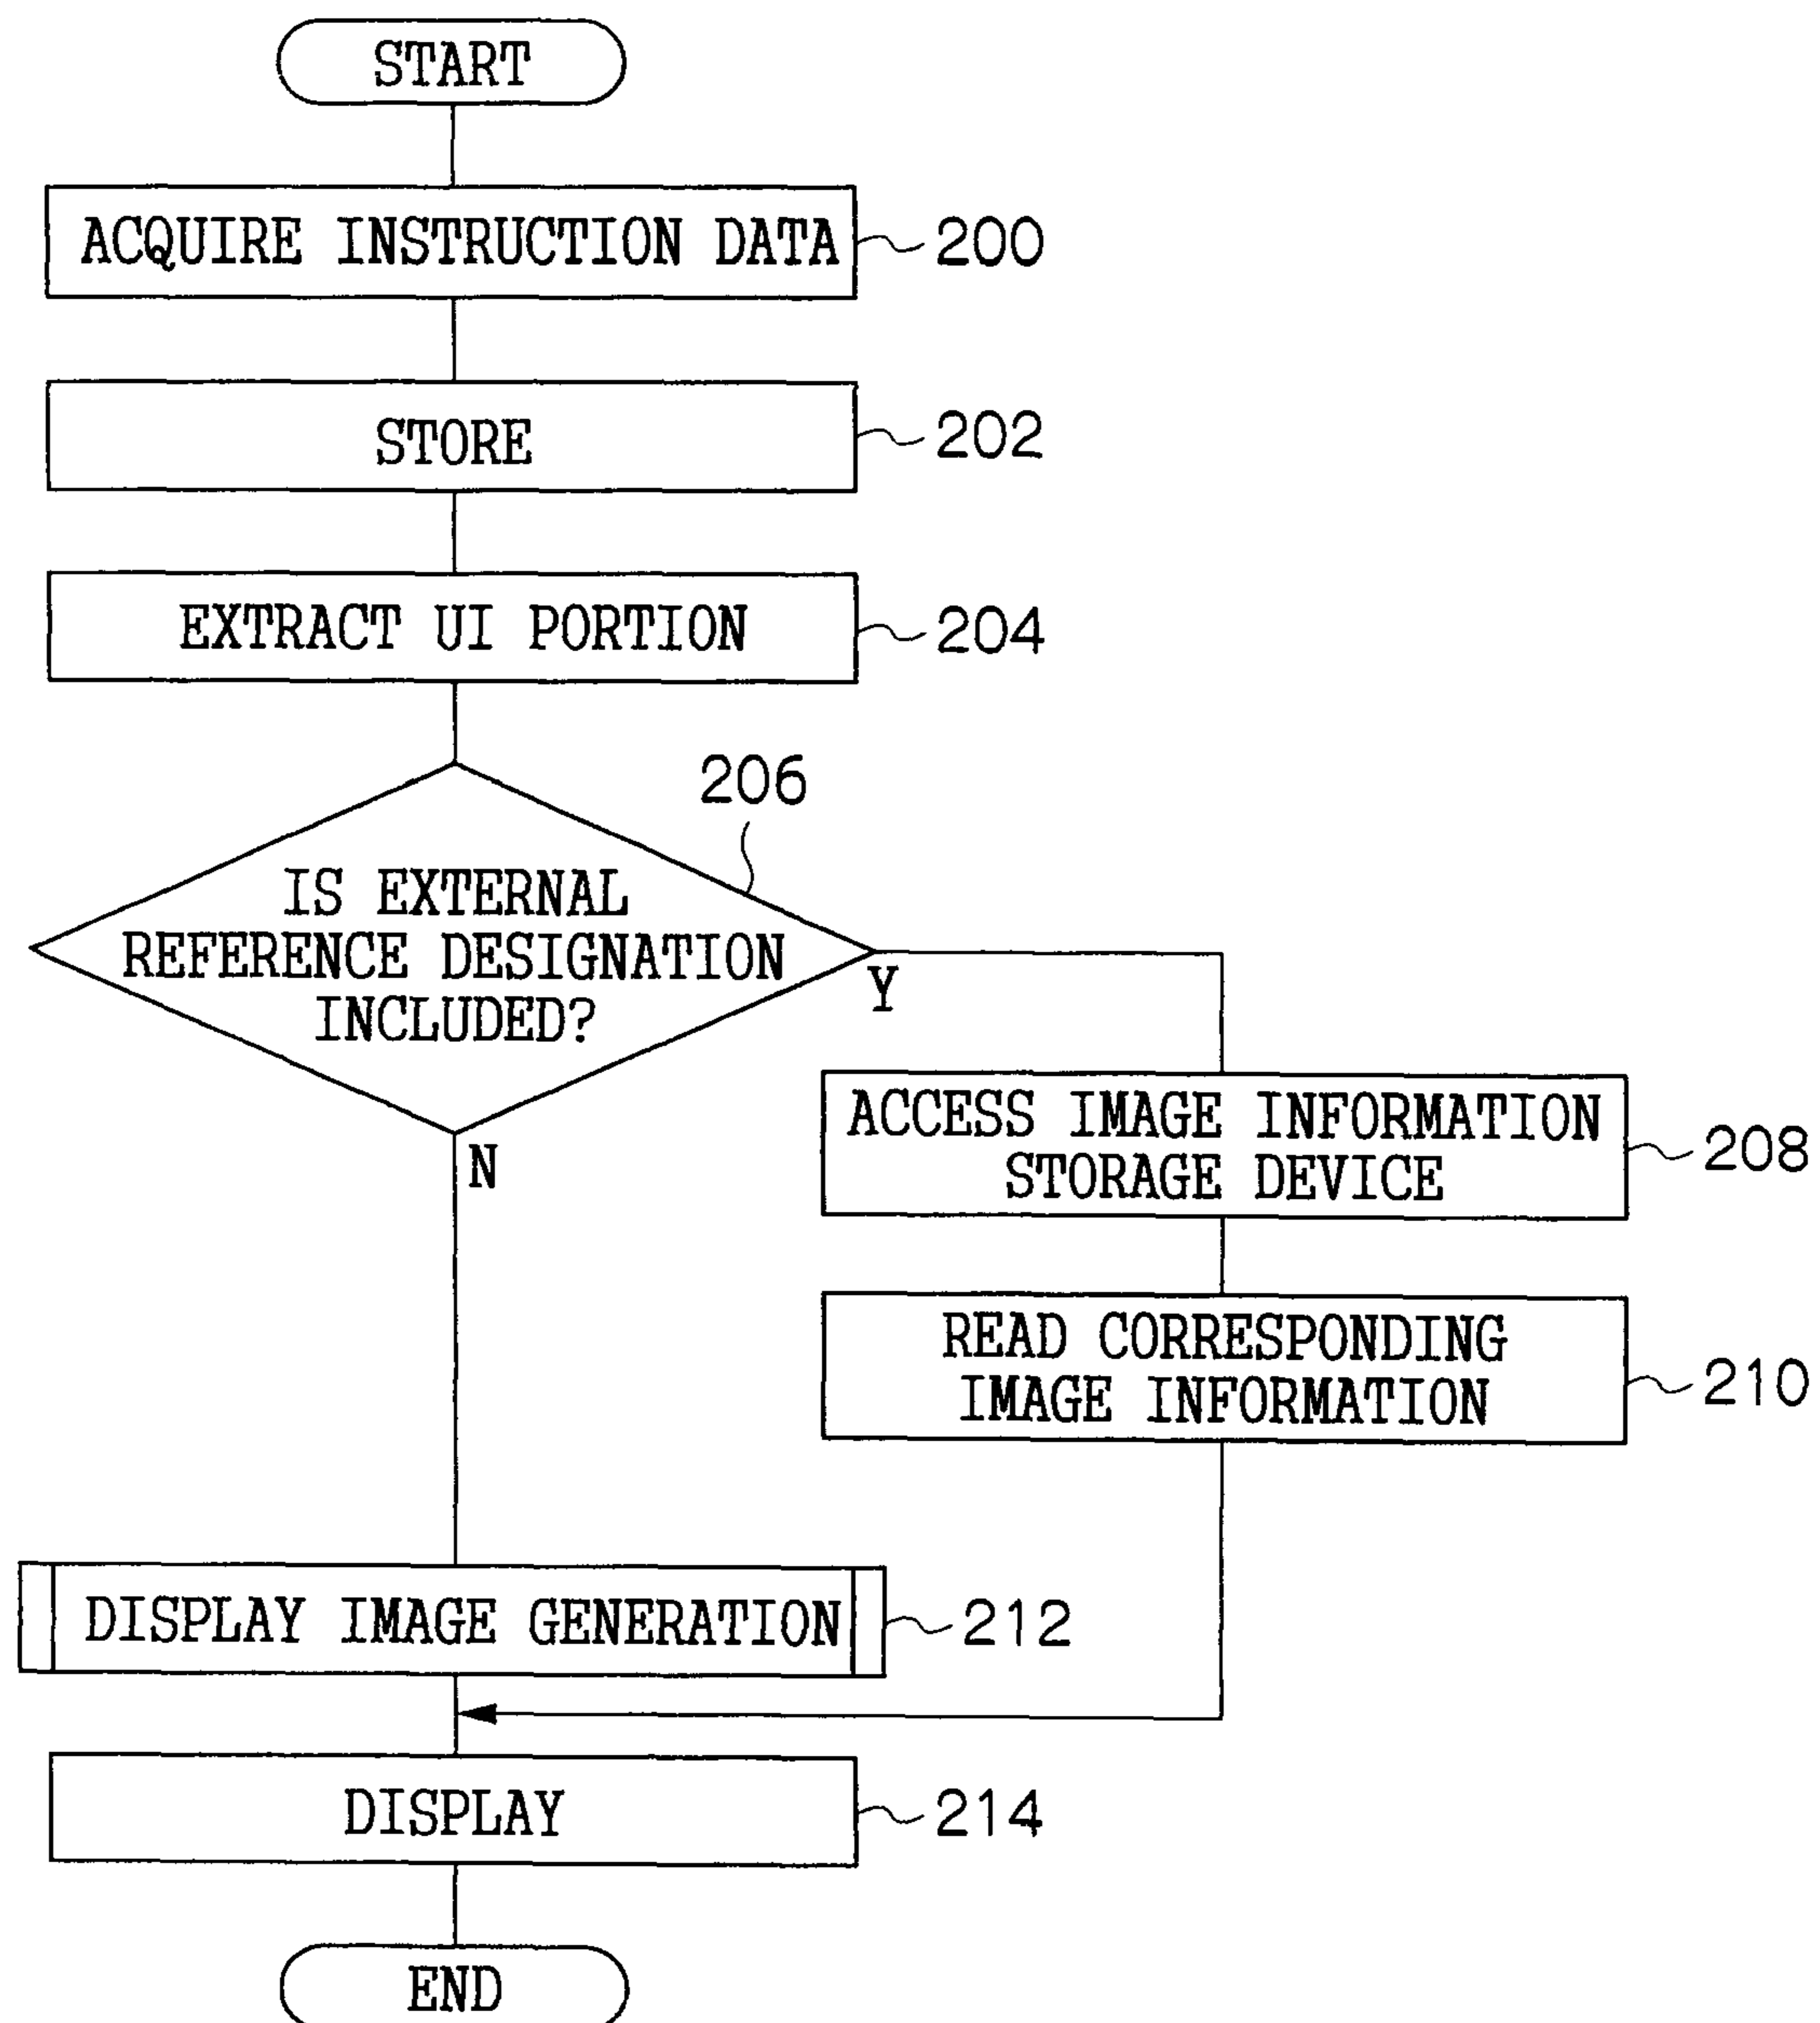 START
ACQUIRE INSTRUCTION DATA
200
STORE
202
EXTRACT UI PORTION
204
206
IS EXTERNAL
REFERENCE DESIGNATION
INCLUDED?
Y
N
ACCESS IMAGE INFORMATION
STORAGE DEVICE
208
READ CORRESPONDING
IMAGE INFORMATION
210
DISPLAY IMAGE GENERATION
212
DISPLAY
214
END